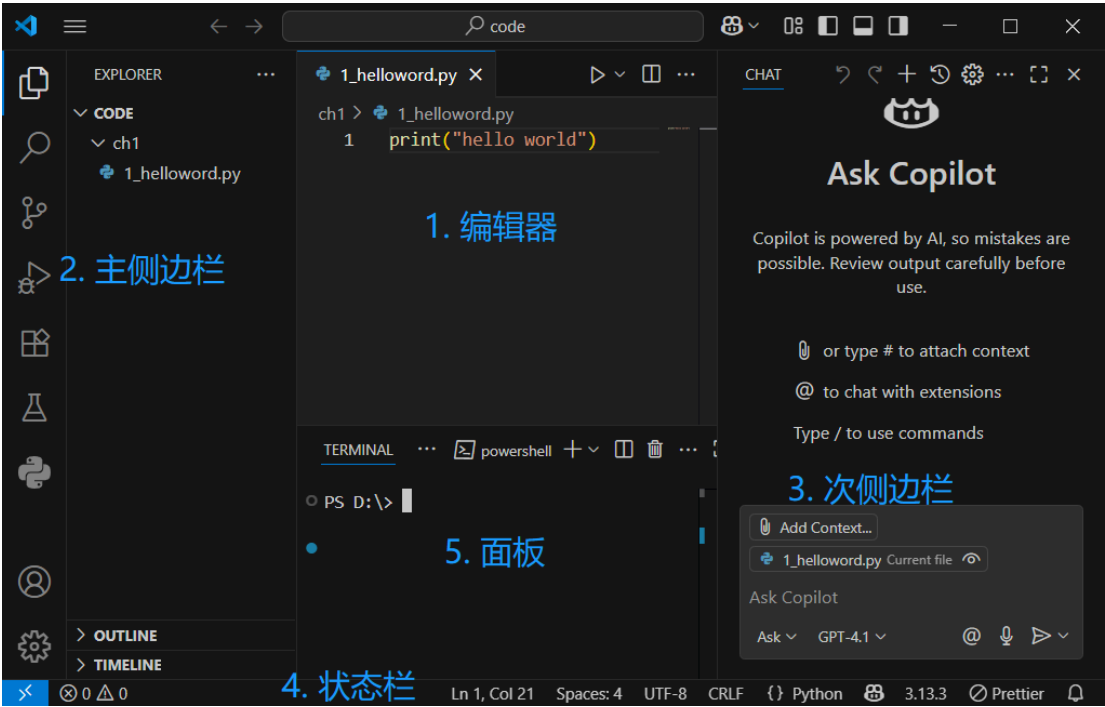 code
EXPLORER
CODE
ch1
1_helloword.py
2. 主侧边栏
OUTLINE
TIMELINE
1_helloword.py
ch1 > 1_helloword.py
1 print("hello world")
1. 编辑器
TERMINAL
powershell
PS D:\>
5. 面板
CHAT
Ask Copilot
Copilot is powered by AI, so mistakes are
possible. Review output carefully before
use.
or type # to attach context
@ to chat with extensions
Type / to use commands
3. 次侧边栏
Add Context...
1_helloword.py Current file
Ask Copilot
Ask GPT-4.1 @
0 0 4. 状态栏 Ln 1, Col 21 Spaces: 4 UTF-8 CRLF {} Python 3.13.3 Prettier